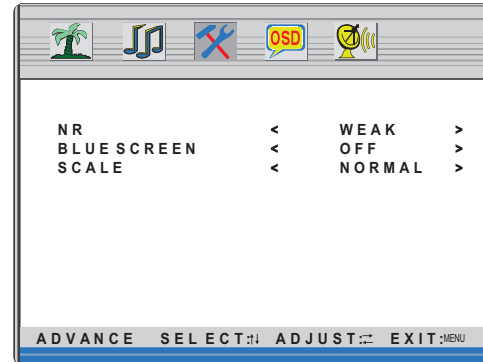 OSD
NR < WEAK >
BLUE SCREEN < OFF >
SCALE < NORMAL >
ADVANCE SELECT:↑↓ ADJUST:⇄ EXIT:MENU